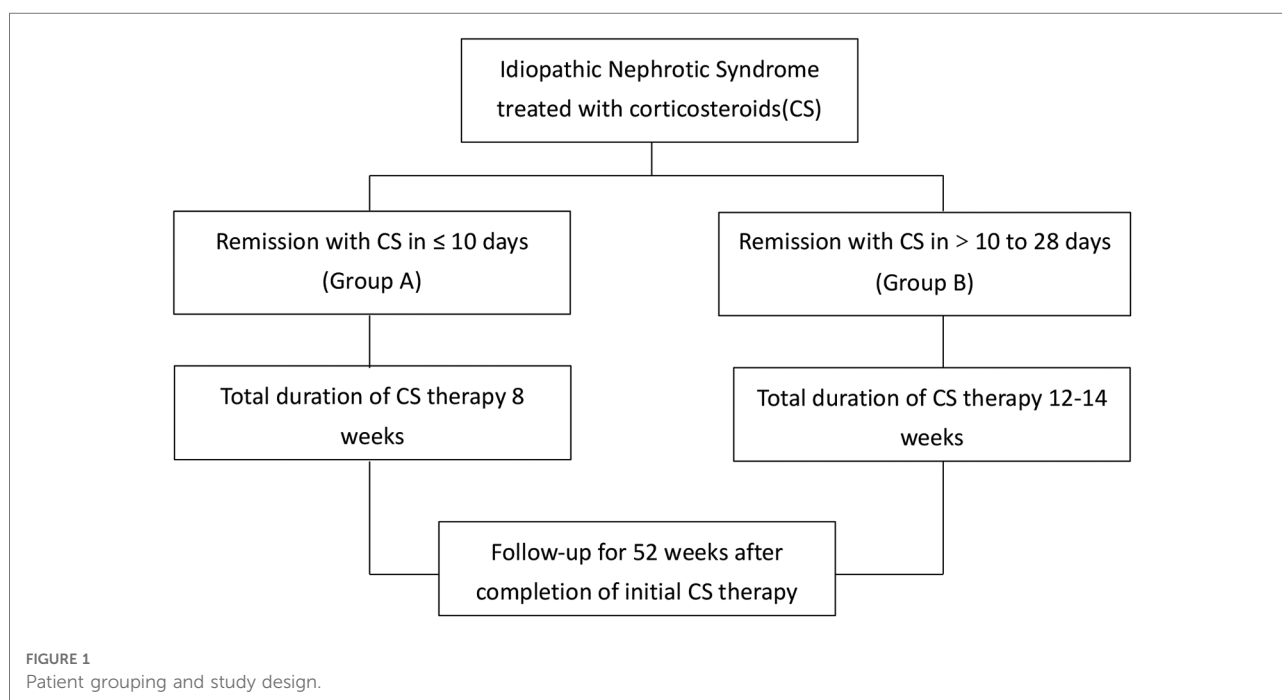 Idiopathic Nephrotic Syndrome
treated with corticosteroids(CS)
Remission with CS in ≤ 10 days
(Group A)
Remission with CS in > 10 to 28 days
(Group B)
Total duration of CS therapy 8
weeks
Total duration of CS therapy 12-14
weeks
Follow-up for 52 weeks after
completion of initial CS therapy
FIGURE 1
Patient grouping and study design.